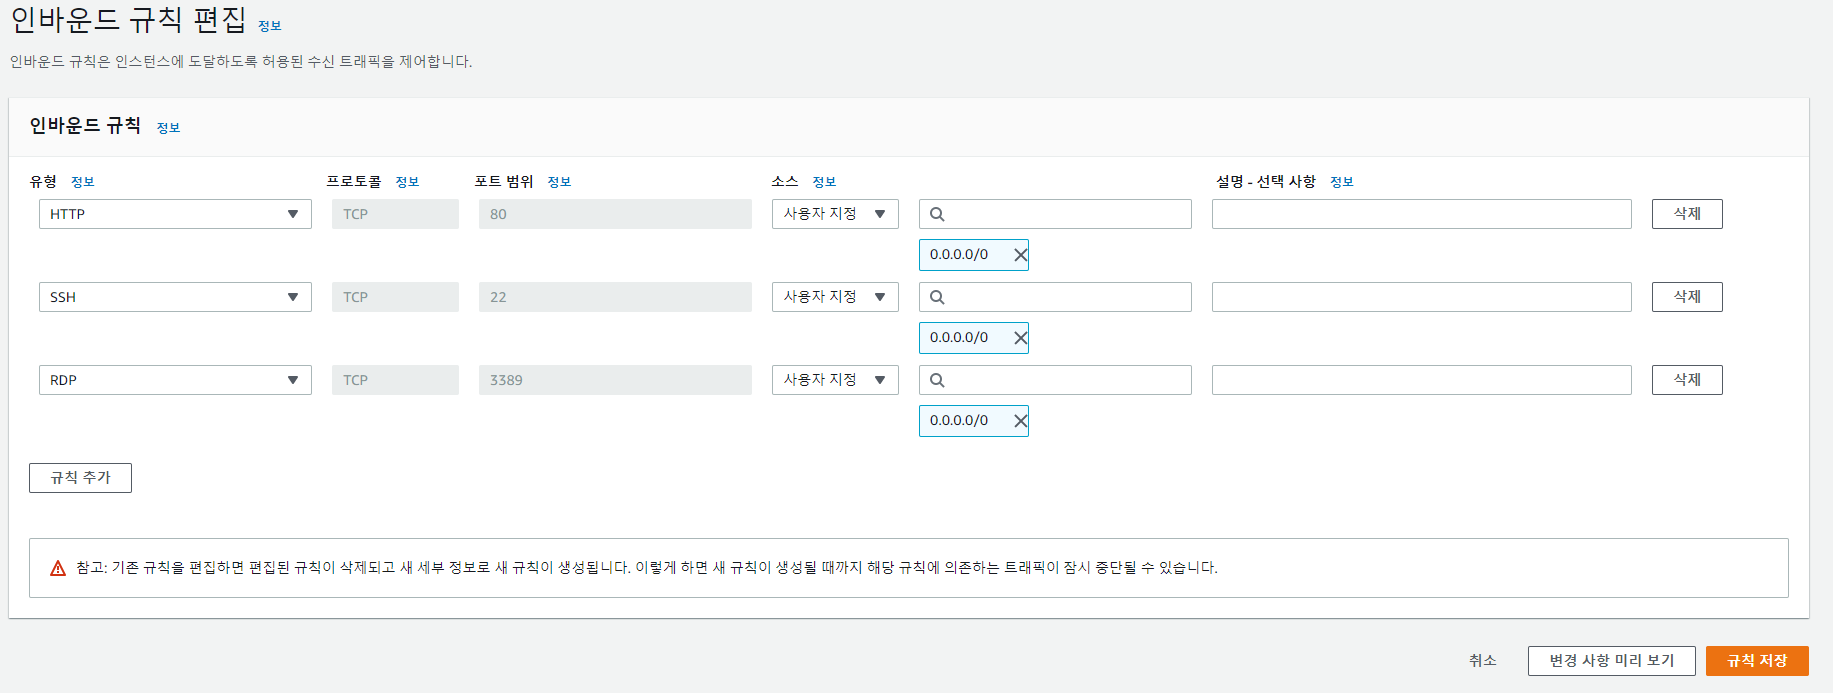 인바운드 규칙 편집 정보
인바운드 규칙은 인스턴스에 도달하도록 허용된 수신 트래픽을 제어합니다.
인바운드 규칙 정보
유형 정보 프로토콜 정보 포트 범위 정보 소스 정보 설명 - 선택 사항 정보
HTTP TCP 80 사용자 지정 삭제
0.0.0.0/0
SSH TCP 22 사용자 지정 삭제
0.0.0.0/0
RDP TCP 3389 사용자 지정 삭제
0.0.0.0/0
규칙 추가
참고: 기존 규칙을 편집하면 편집된 규칙이 삭제되고 새 세부 정보로 새 규칙이 생성됩니다. 이렇게 하면 새 규칙이 생성될 때까지 해당 규칙에 의존하는 트래픽이 잠시 중단될 수 있습니다.
취소 변경 사항 미리 보기 규칙 저장